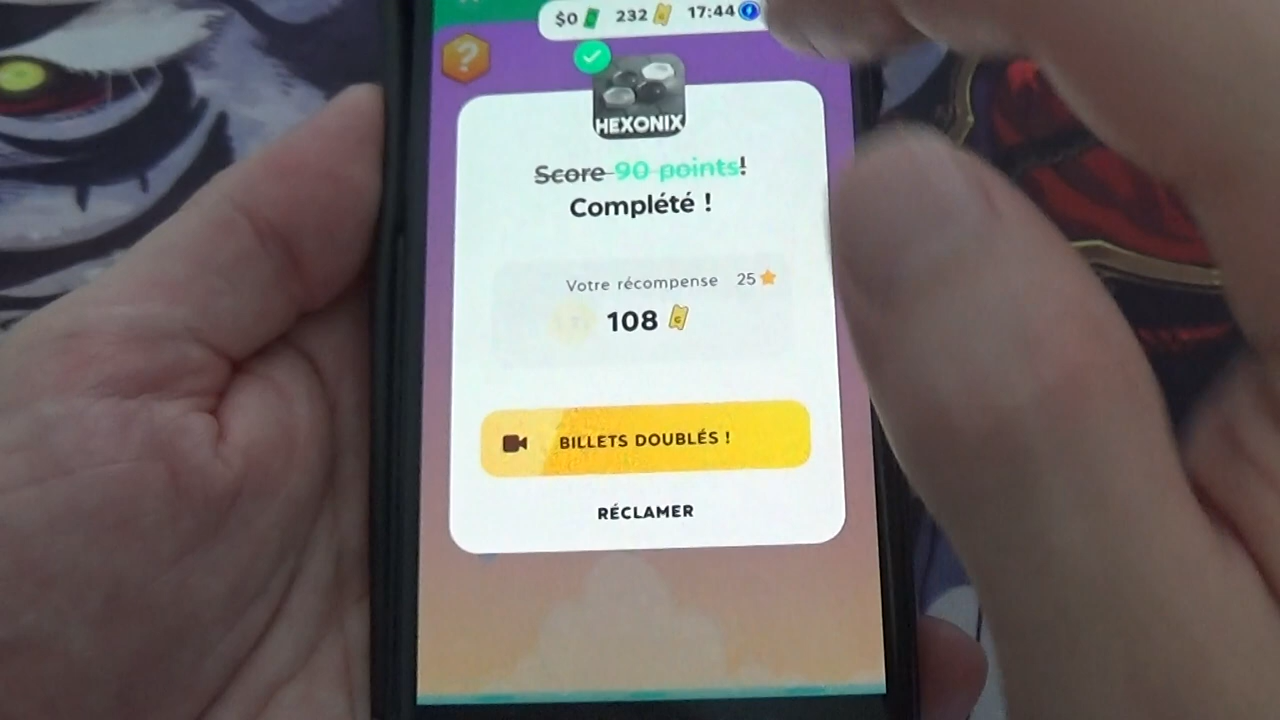 $0 232 17:44
?
HEXONIX
Score 90 points!
Complété !
Votre récompense 25
108
BILLETS DOUBLÉS !
RÉCLAMER